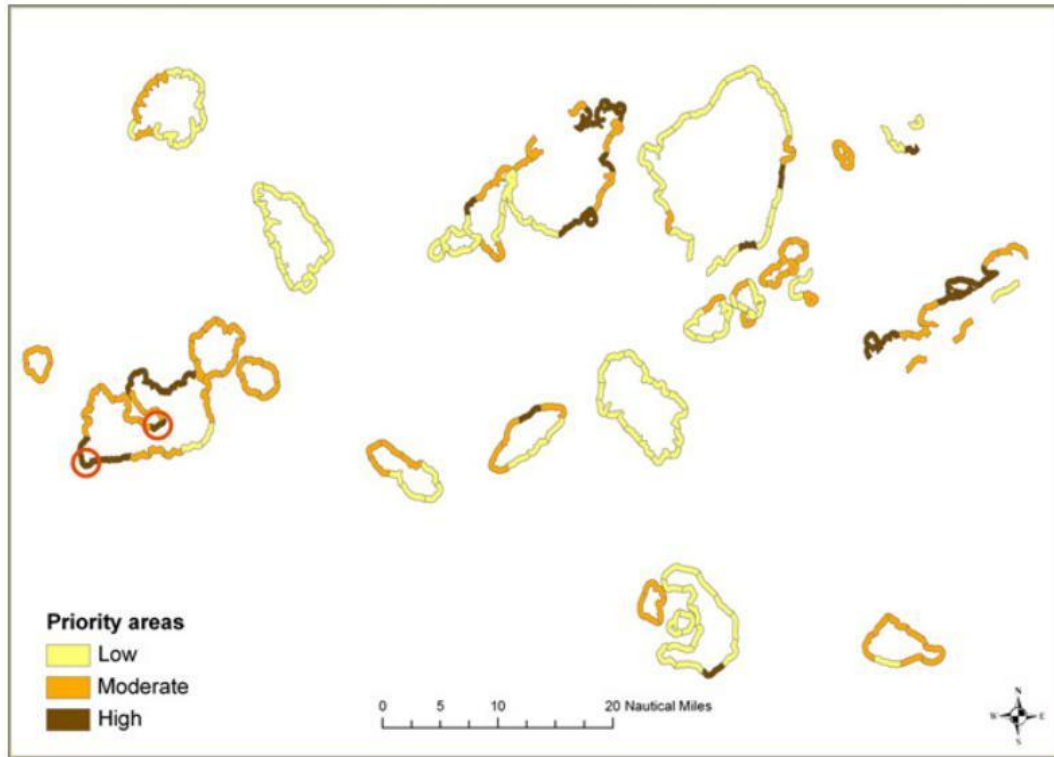 Priority areas
Low
Moderate
High
0 5 10 20 Nautical Miles
N
W E
S